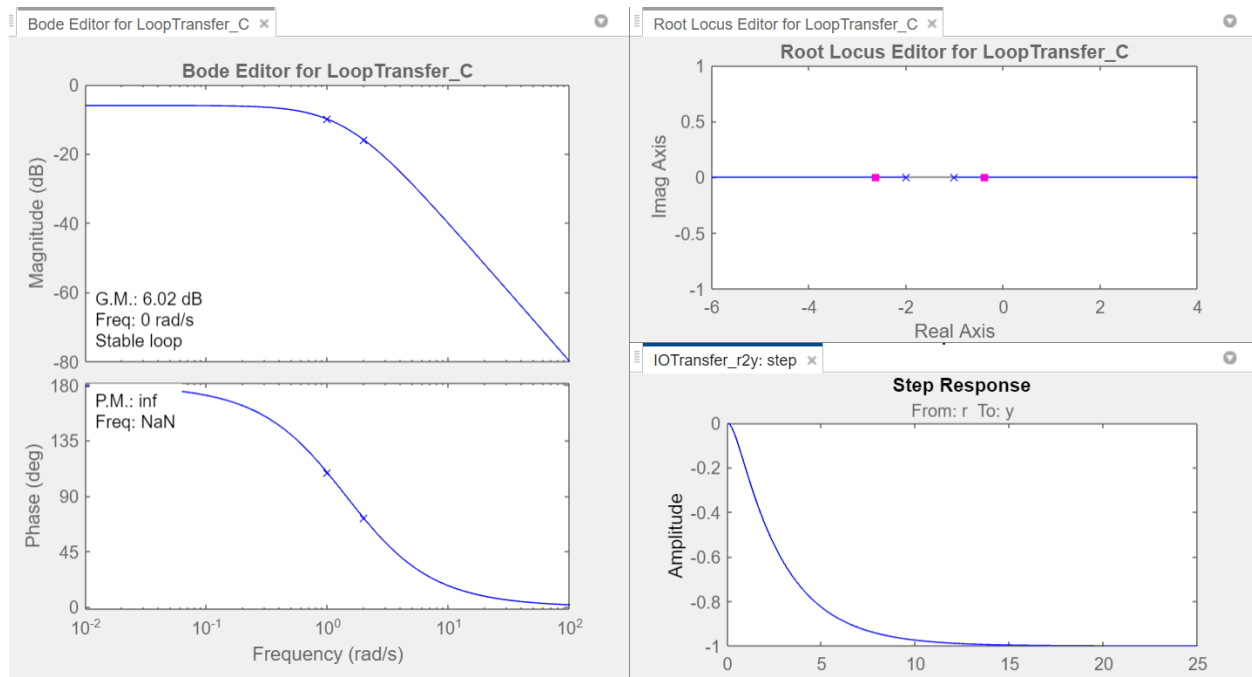 Bode Editor for LoopTransfer_C ×
Bode Editor for LoopTransfer_C
Magnitude (dB)
0
-20
-40
-60
-80
G.M.: 6.02 dB
Freq: 0 rad/s
Stable loop
Phase (deg)
180
135
90
45
0
P.M.: inf
Freq: NaN
10-2
10-1
100
101
102
Frequency (rad/s)
Root Locus Editor for LoopTransfer_C ×
Root Locus Editor for LoopTransfer_C
Imag Axis
1
0.5
0
-0.5
-1
-6 -4 -2 0 2 4
Real Axis
IOTransfer_r2y: step ×
Step Response
From: r To: y
Amplitude
0
-0.2
-0.4
-0.6
-0.8
-1
0 5 10 15 20 25